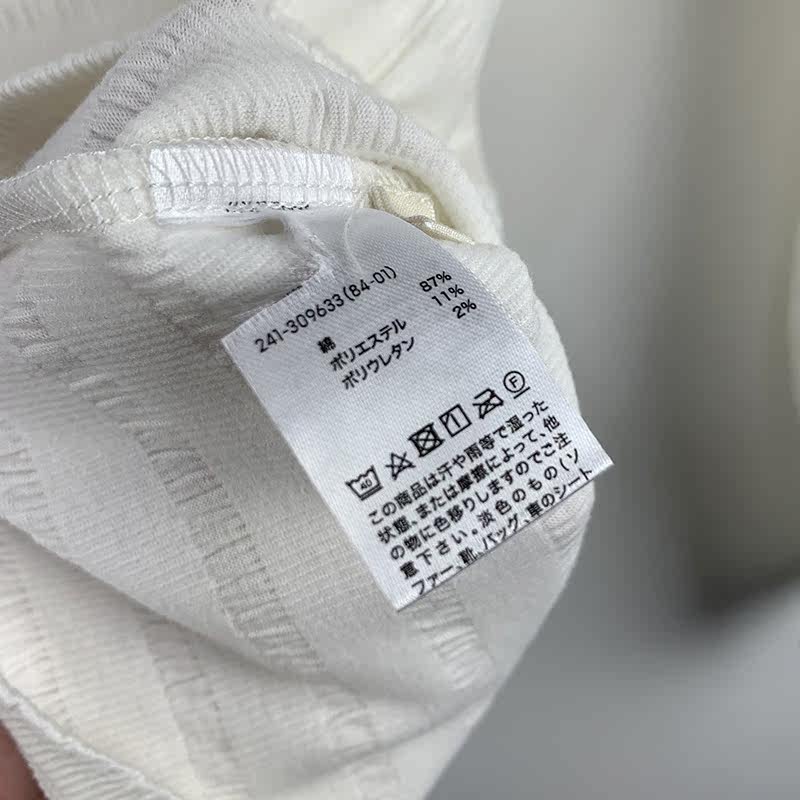 241-309633(84-01)
綿 87%
ポリエステル 11%
ポリウレタン 2%
40 F
この商品は汗や雨等で湿った
状態、または摩擦によって、他
の物に色移りしますのでご注
意下さい。淡色のもの(ソ
ファー、靴、バッグ、車のシート